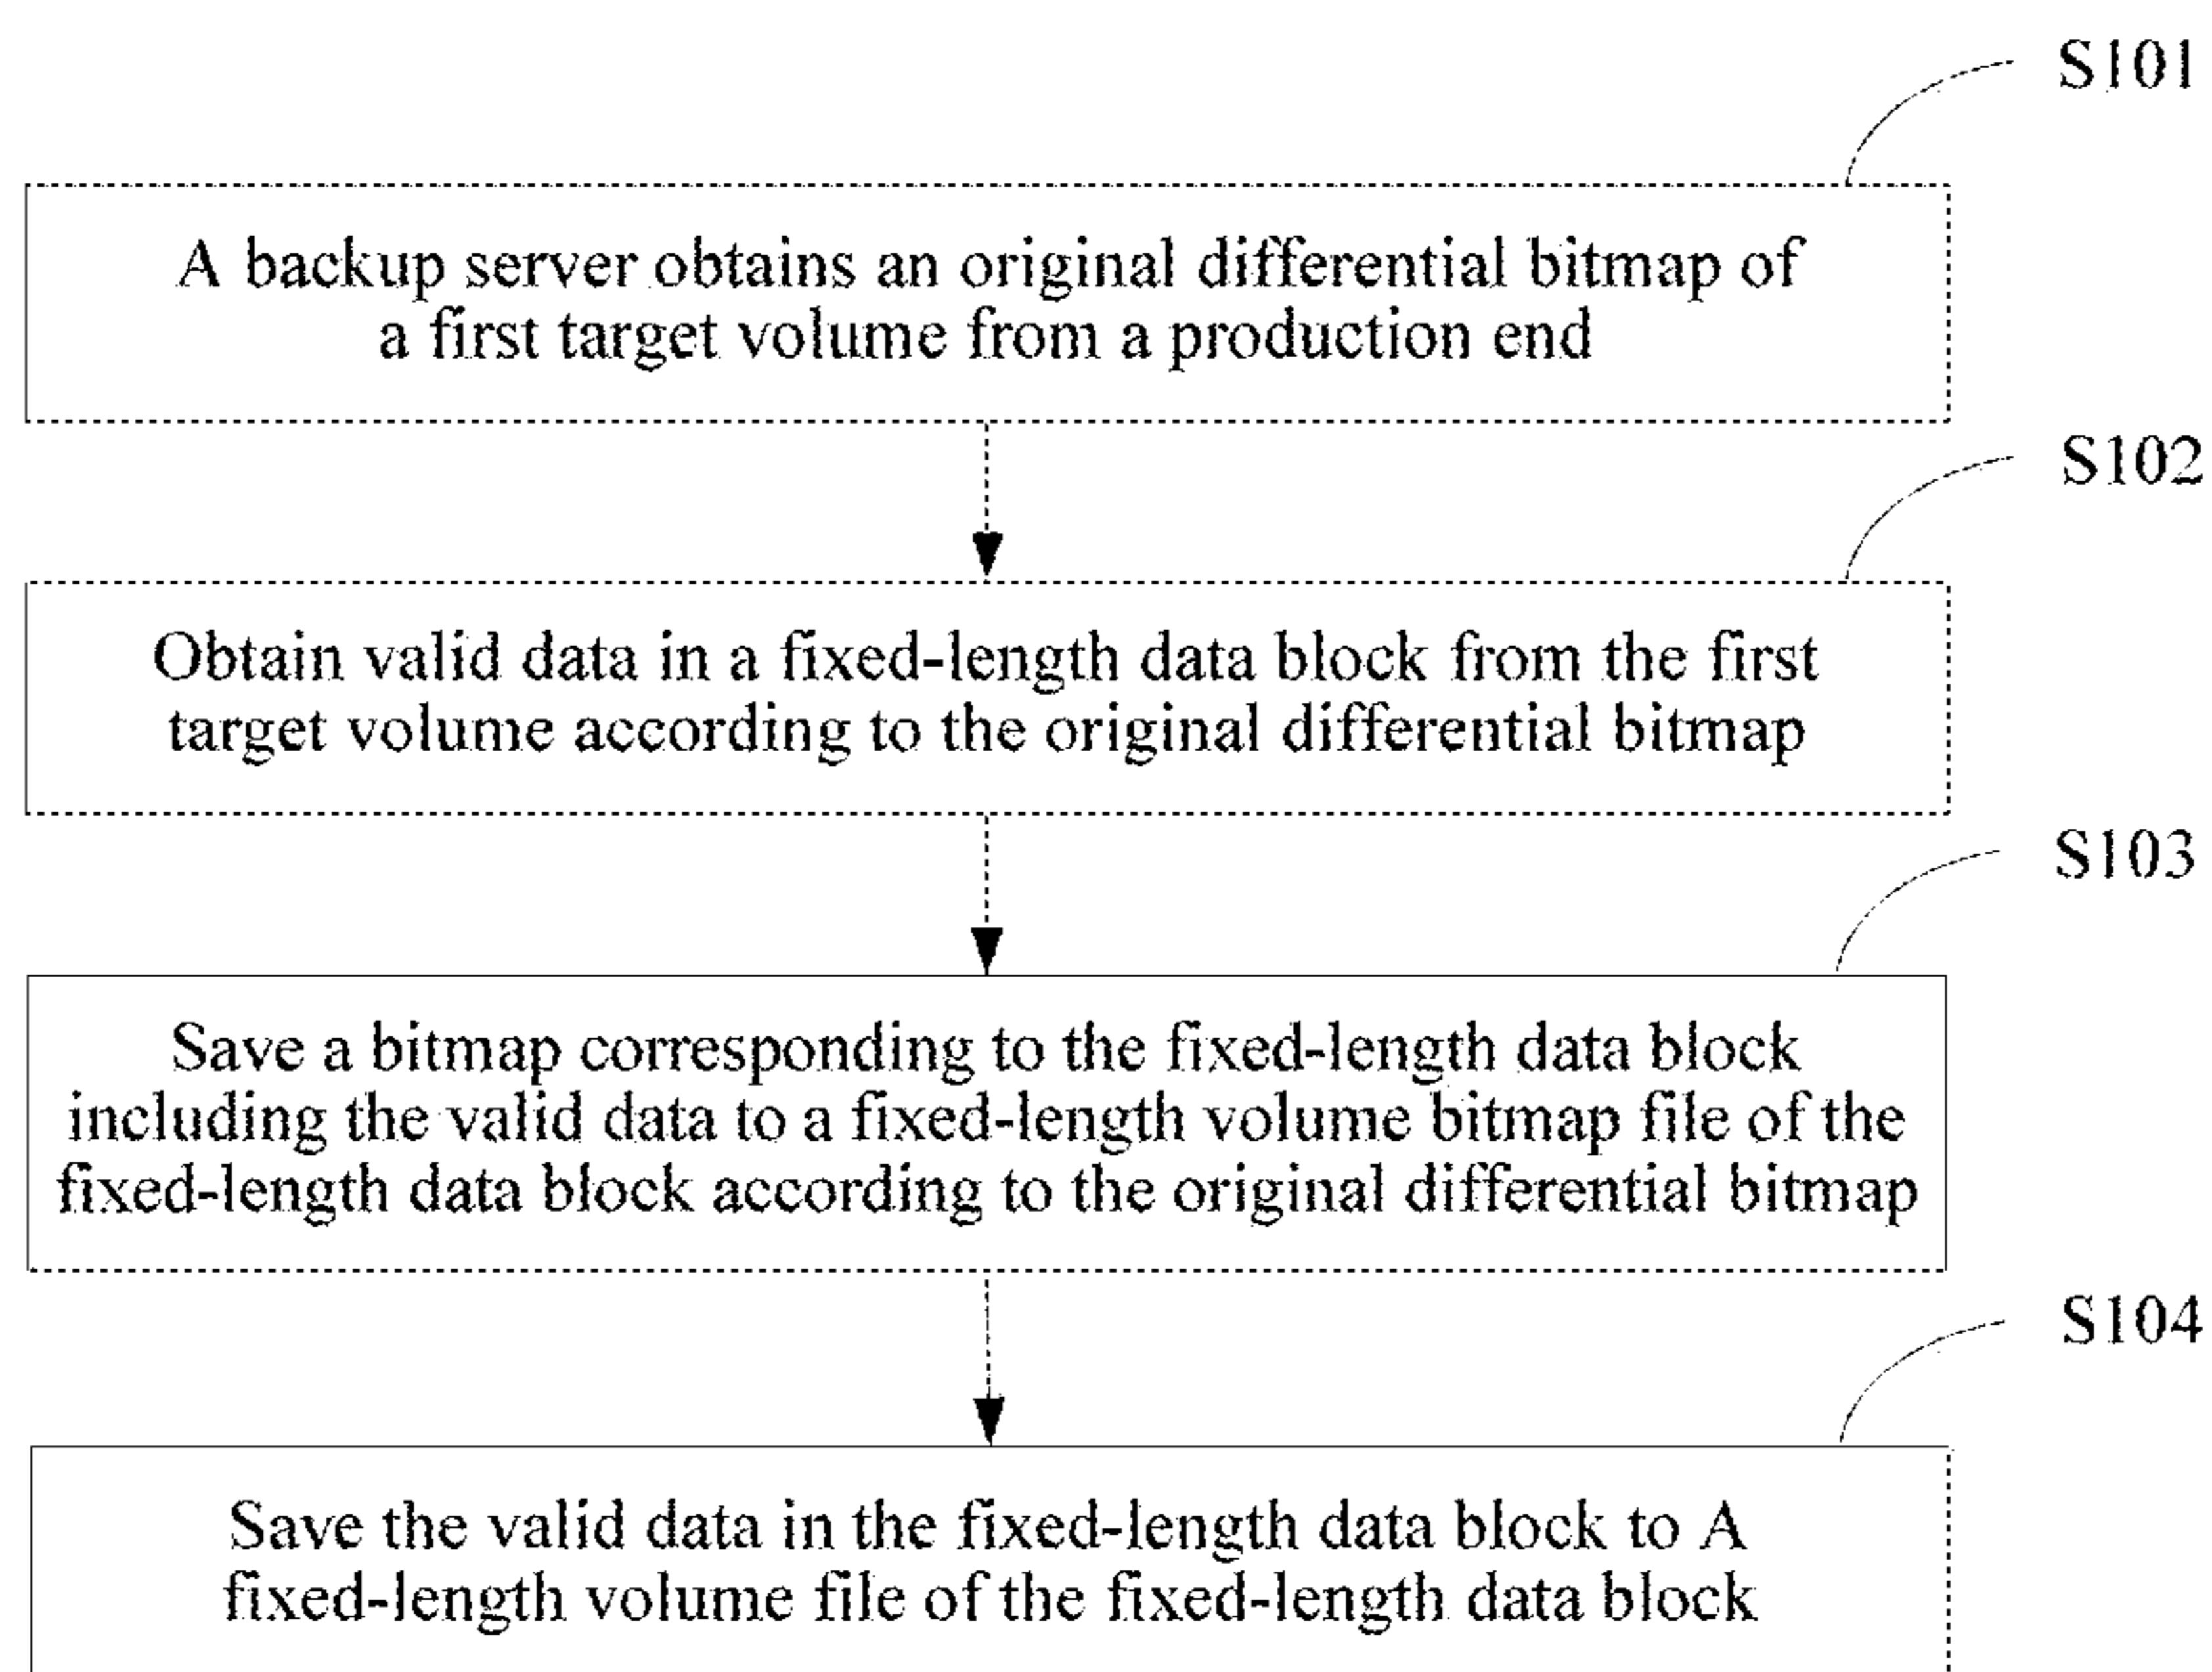 S101
A backup server obtains an original differential bitmap of
a first target volume from a production end
S102
Obtain valid data in a fixed-length data block from the first
target volume according to the original differential bitmap
S103
Save a bitmap corresponding to the fixed-length data block
including the valid data to a fixed-length volume bitmap file of the
fixed-length data block according to the original differential bitmap
S104
Save the valid data in the fixed-length data block to A
fixed-length volume file of the fixed-length data block